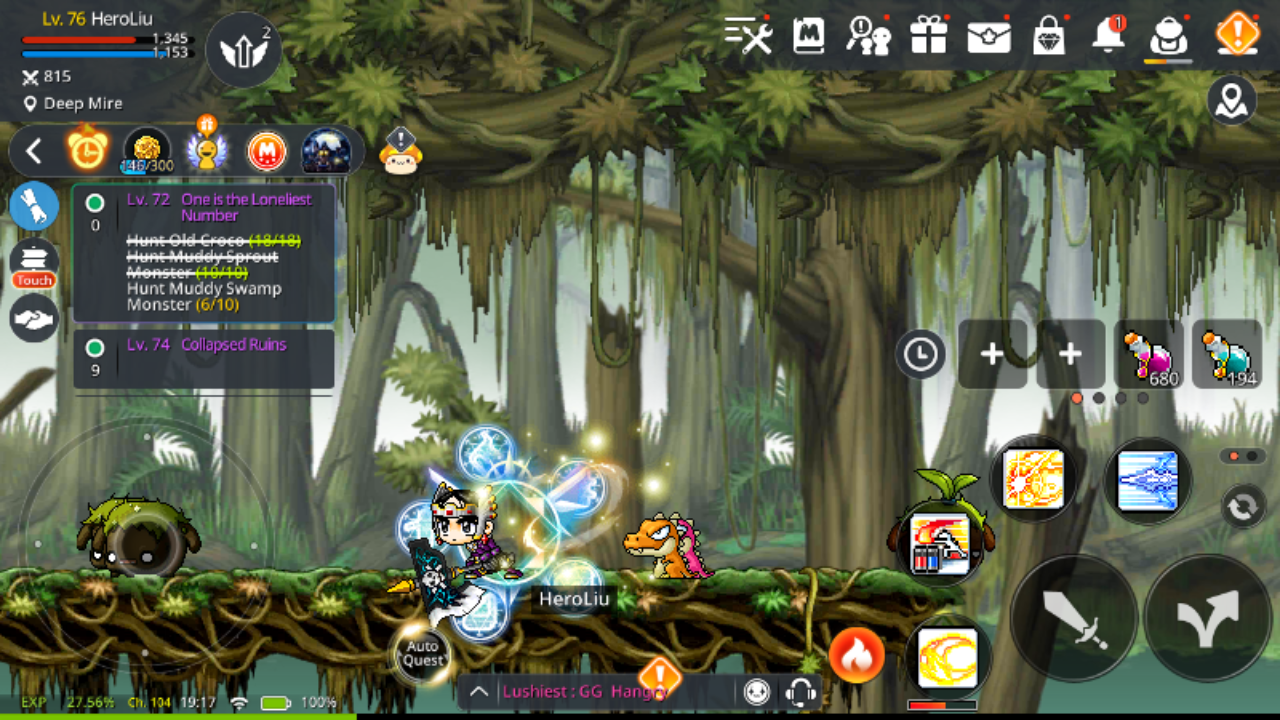 Lv. 76 HeroLiu
1,345
1,153
2
815
Deep Mire
1
146/300
Lv. 72 One is the Loneliest
Number
0
Hunt Old Croco (18/18)
Hunt Muddy Sprout
Monster (10/10)
Hunt Muddy Swamp
Monster (6/10)
Touch
Lv. 74 Collapsed Ruins
9
680
194
HeroLiu
Auto
Quest
Lushiest : GG Hangry
EXP 27.56% Ch. 104 19:17 100%